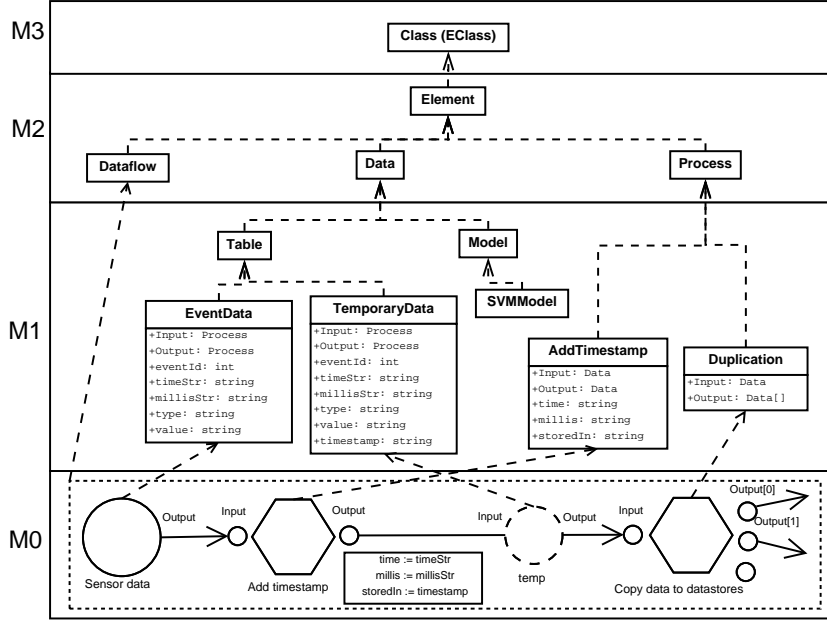 M3
Class (EClass)
M2
Element
Dataflow
Data
Process
M1
Table
Model
SVMModel
EventData
+Input: Process
+Output: Process
+eventId: int
+timeStr: string
+millisStr: string
+type: string
+value: string
TemporaryData
+Input: Process
+Output: Process
+eventId: int
+timeStr: string
+millisStr: string
+type: string
+value: string
+timestamp: string
AddTimestamp
+Input: Data
+Output: Data
+time: string
+millis: string
+storedIn: string
Duplication
+Input: Data
+Output: Data[]
M0
Output
Input
Output
Input
Output
Input
Output[0]
Output[1]
Sensor data
Add timestamp
time := timeStr
millis := millisStr
storedIn := timestamp
temp
Copy data to datastores